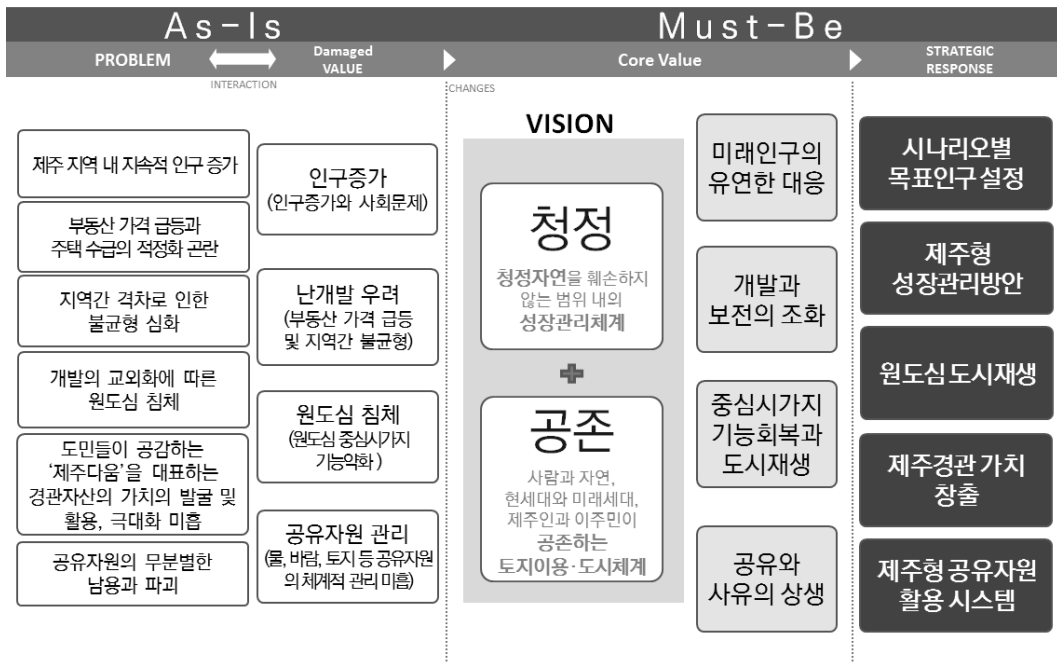 As-Is
Must-Be
PROBLEM
Damaged
VALUE
Core Value
STRATEGIC
RESPONSE
INTERACTION
CHANGES
제주 지역 내 지속적 인구 증가
부동산 가격 급등과
주택 수급의 적정화 곤란
지역간 격차로 인한
불균형 심화
개발의 교외화에 따른
원도심 침체
도민들이 공감하는
‘제주다움’을 대표하는
경관자산의 가치의 발굴 및
활용, 극대화 미흡
공유자원의 무분별한
남용과 파괴
인구증가
(인구증가와 사회문제)
난개발 우려
(부동산 가격 급등
및 지역간 불균형)
원도심 침체
(원도심 중심시가지
기능약화 )
공유자원 관리
(물, 바람, 토지 등 공유자원
의 체계적 관리 미흡)
VISION
청정
청정자연을 훼손하지
않는 범위 내의
성장관리체계
공존
사람과 자연,
현세대와 미래세대,
제주인과 이주민이
공존하는
토지이용·도시체계
미래인구의
유연한 대응
개발과
보전의 조화
중심시가지
기능회복과
도시재생
공유와
사유의 상생
시나리오별
목표인구 설정
제주형
성장관리방안
원도심 도시재생
제주경관 가치
창출
제주형 공유자원
활용 시스템